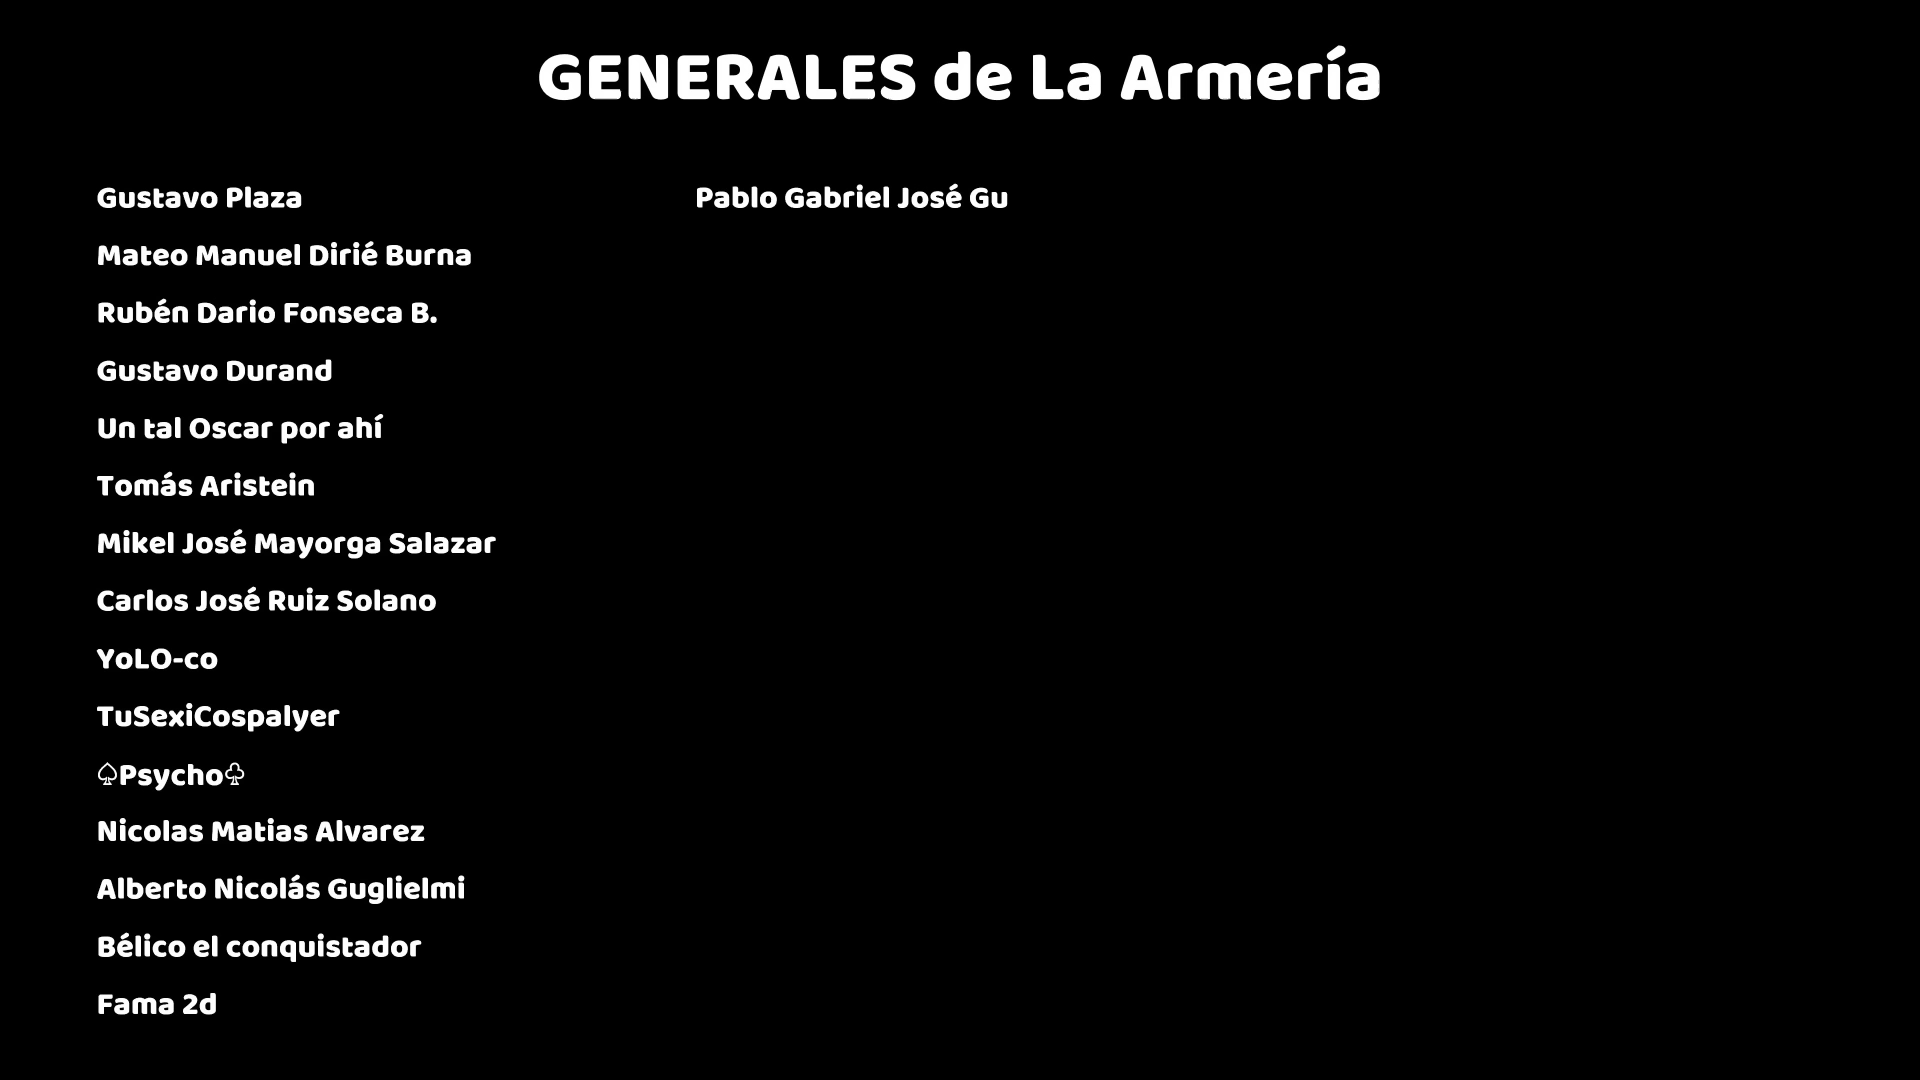 GENERALES de La Armería
Gustavo Plaza
Mateo Manuel Dirié Burna
Rubén Dario Fonseca B.
Gustavo Durand
Un tal Oscar por ahí
Tomás Aristein
Mikel José Mayorga Salazar
Carlos José Ruiz Solano
YoLO-co
TuSexiCospalyer
♤Psycho♧
Nicolas Matias Alvarez
Alberto Nicolás Guglielmi
Bélico el conquistador
Fama 2d
Pablo Gabriel José Gu